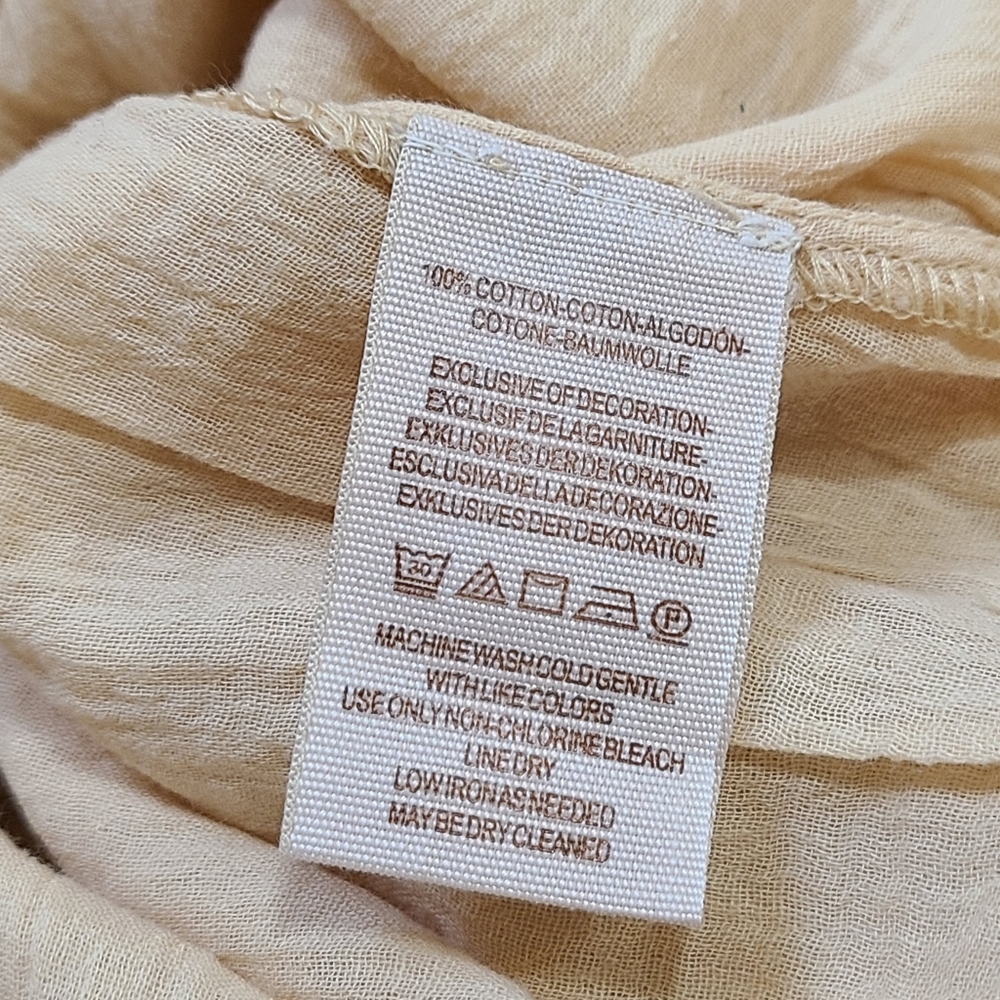 100% COTTON-COTON-ALGODÓN-
COTONE-BAUMWOLLE
EXCLUSIVE OF DECORATION-
EXCLUSIF DE LA GARNITURE-
EXKLUSIVES DER DEKORATION-
ESCLUSIVA DELLA DECORAZIONE
EXKLUSIVES DER DEKORATION
30 P
MACHINE WASH COLD GENTLE
WITH LIKE COLORS
USE ONLY NON-CHLORINE BLEACH
LINE DRY
LOW IRON AS NEEDED
MAY BE DRY CLEANED